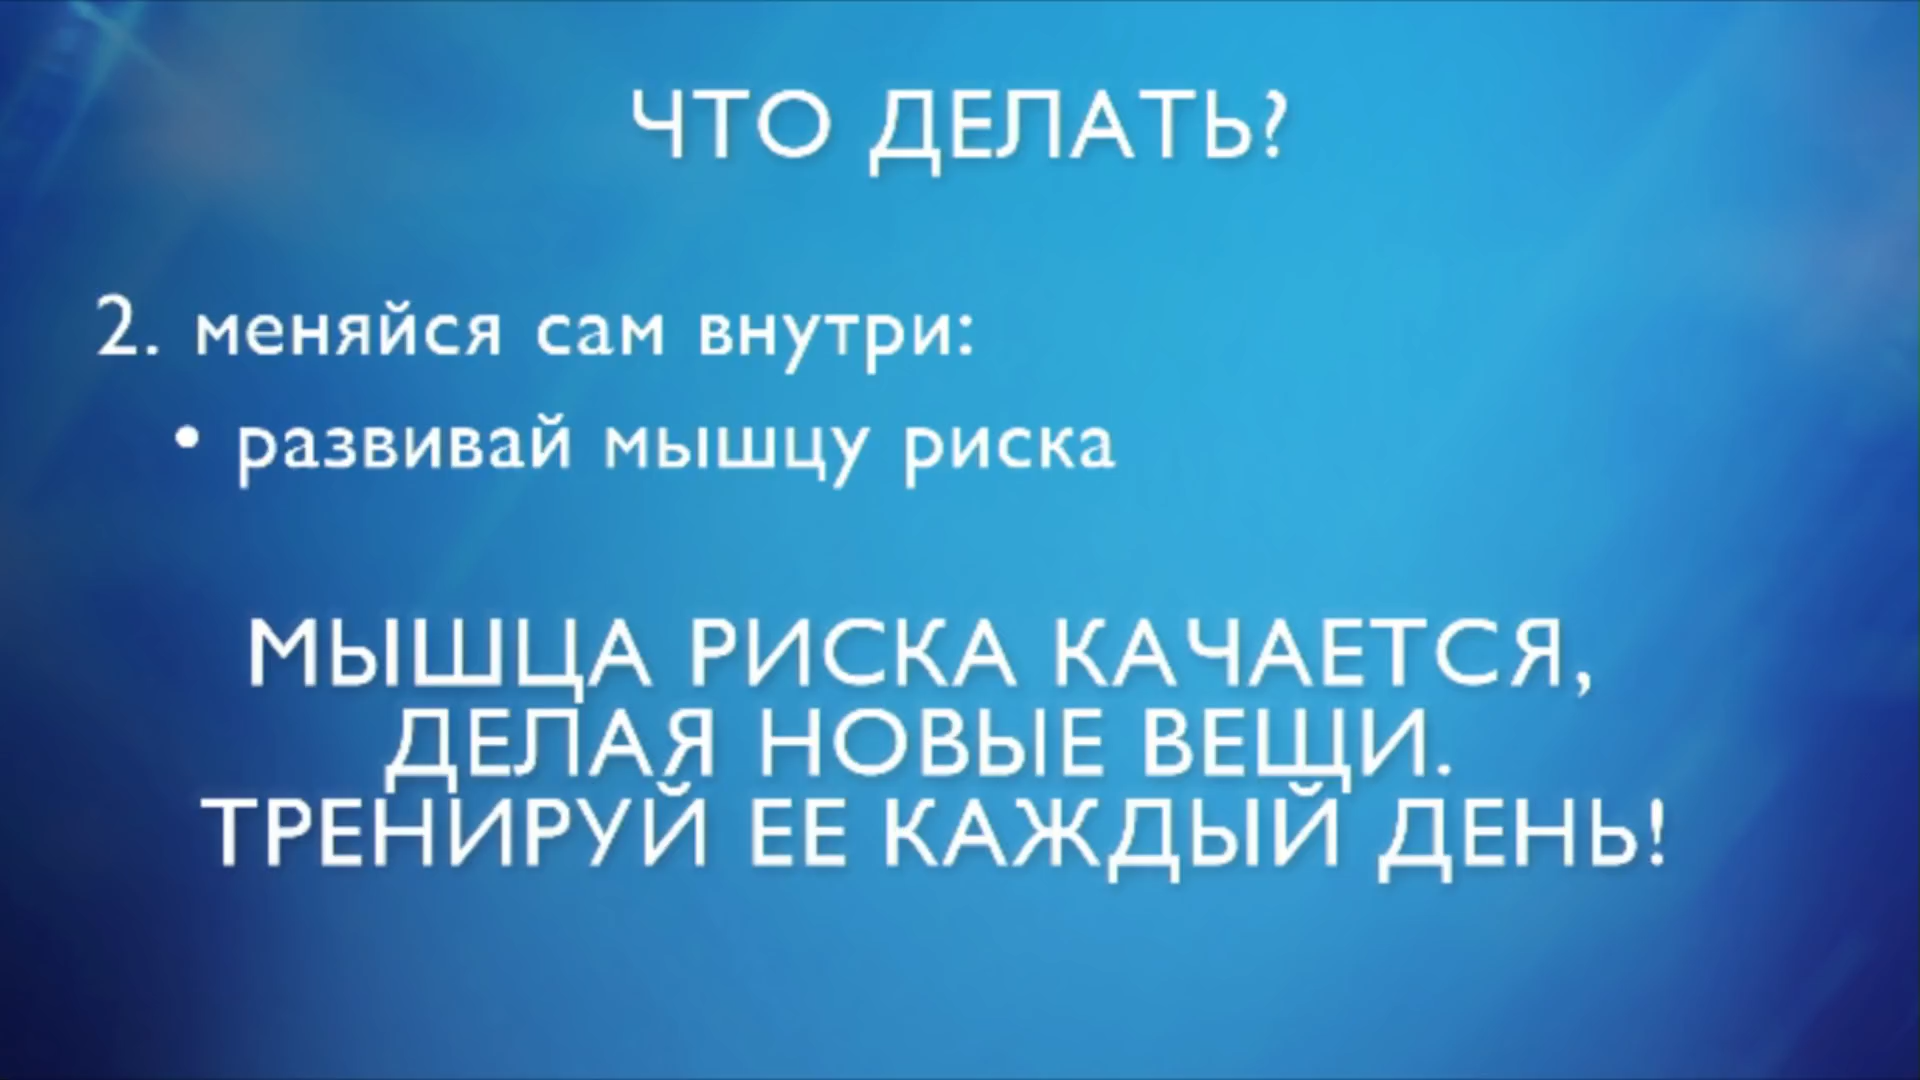 ЧТО ДЕЛАТЬ?
2. меняйся сам внутри:
• развивай мышцу риска
МЫШЦА РИСКА КАЧАЕТСЯ,
ДЕЛАЯ НОВЫЕ ВЕЩИ.
ТРЕНИРУЙ ЕЕ КАЖДЫЙ ДЕНЬ!